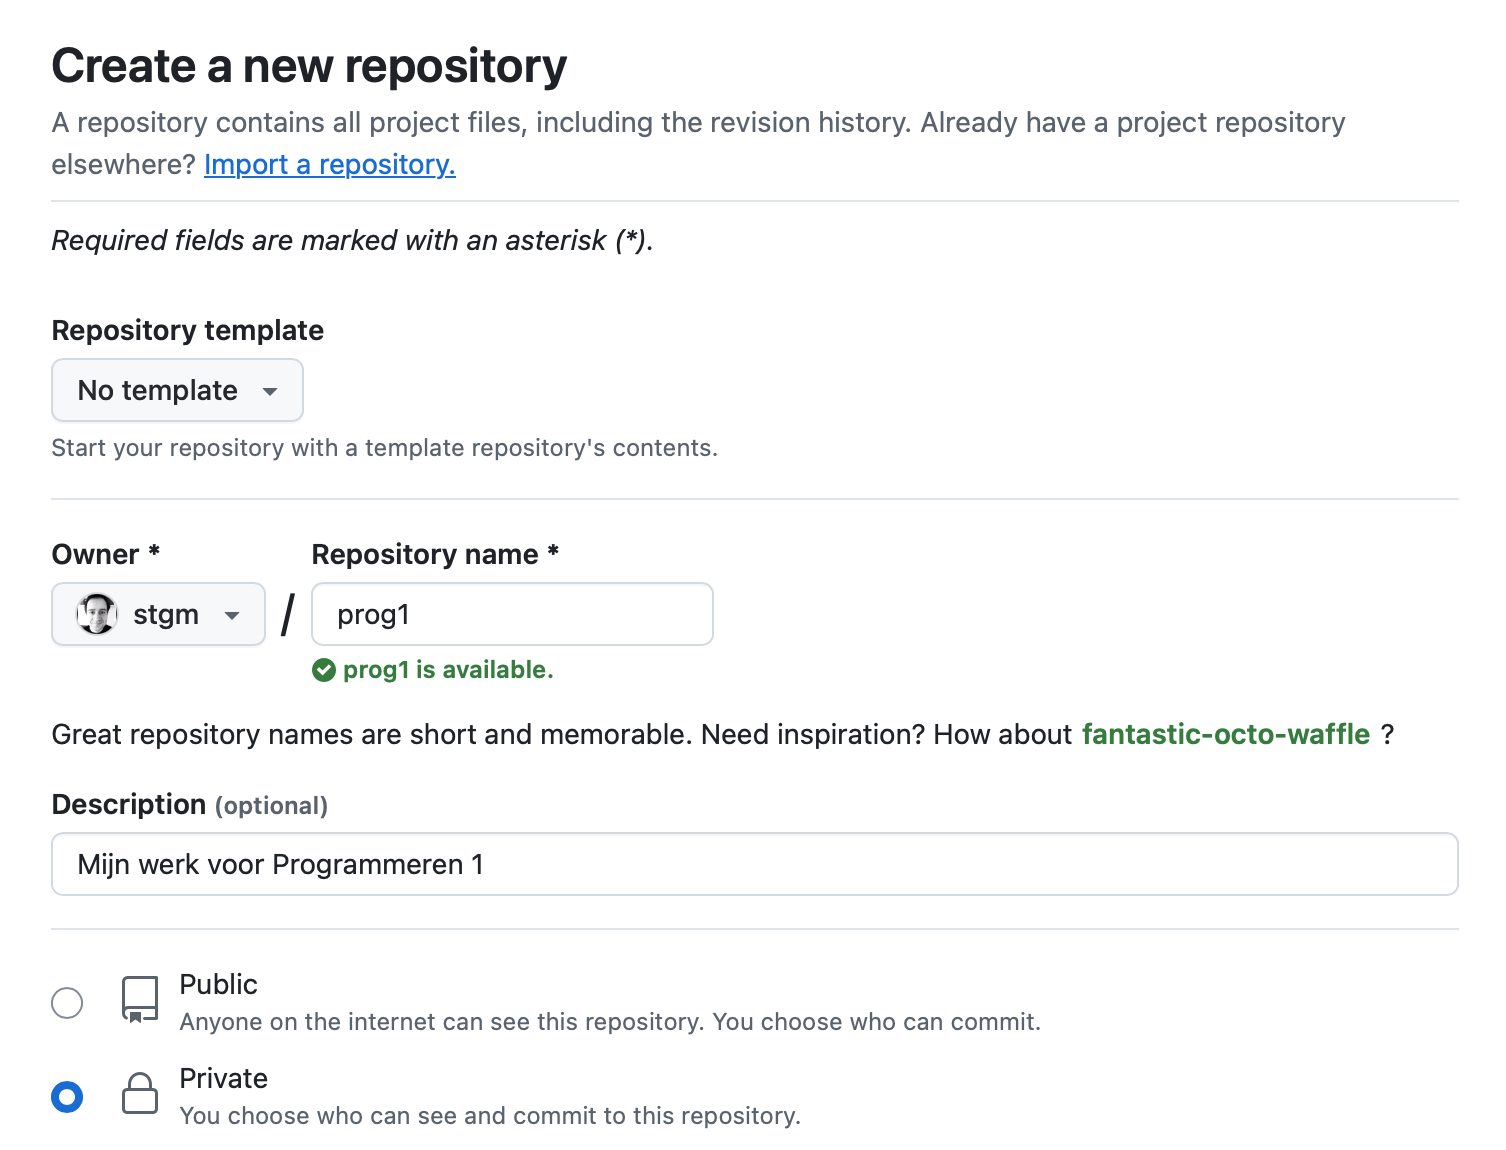 Create a new repository
A repository contains all project files, including the revision history. Already have a project repository
elsewhere? Import a repository.
Required fields are marked with an asterisk (*).
Repository template
No template
Start your repository with a template repository's contents.
Owner *
Repository name *
stgm
/
prog1
prog1 is available.
Great repository names are short and memorable. Need inspiration? How about fantastic-octo-waffle ?
Description (optional)
Mijn werk voor Programmeren 1
Public
Anyone on the internet can see this repository. You choose who can commit.
Private
You choose who can see and commit to this repository.